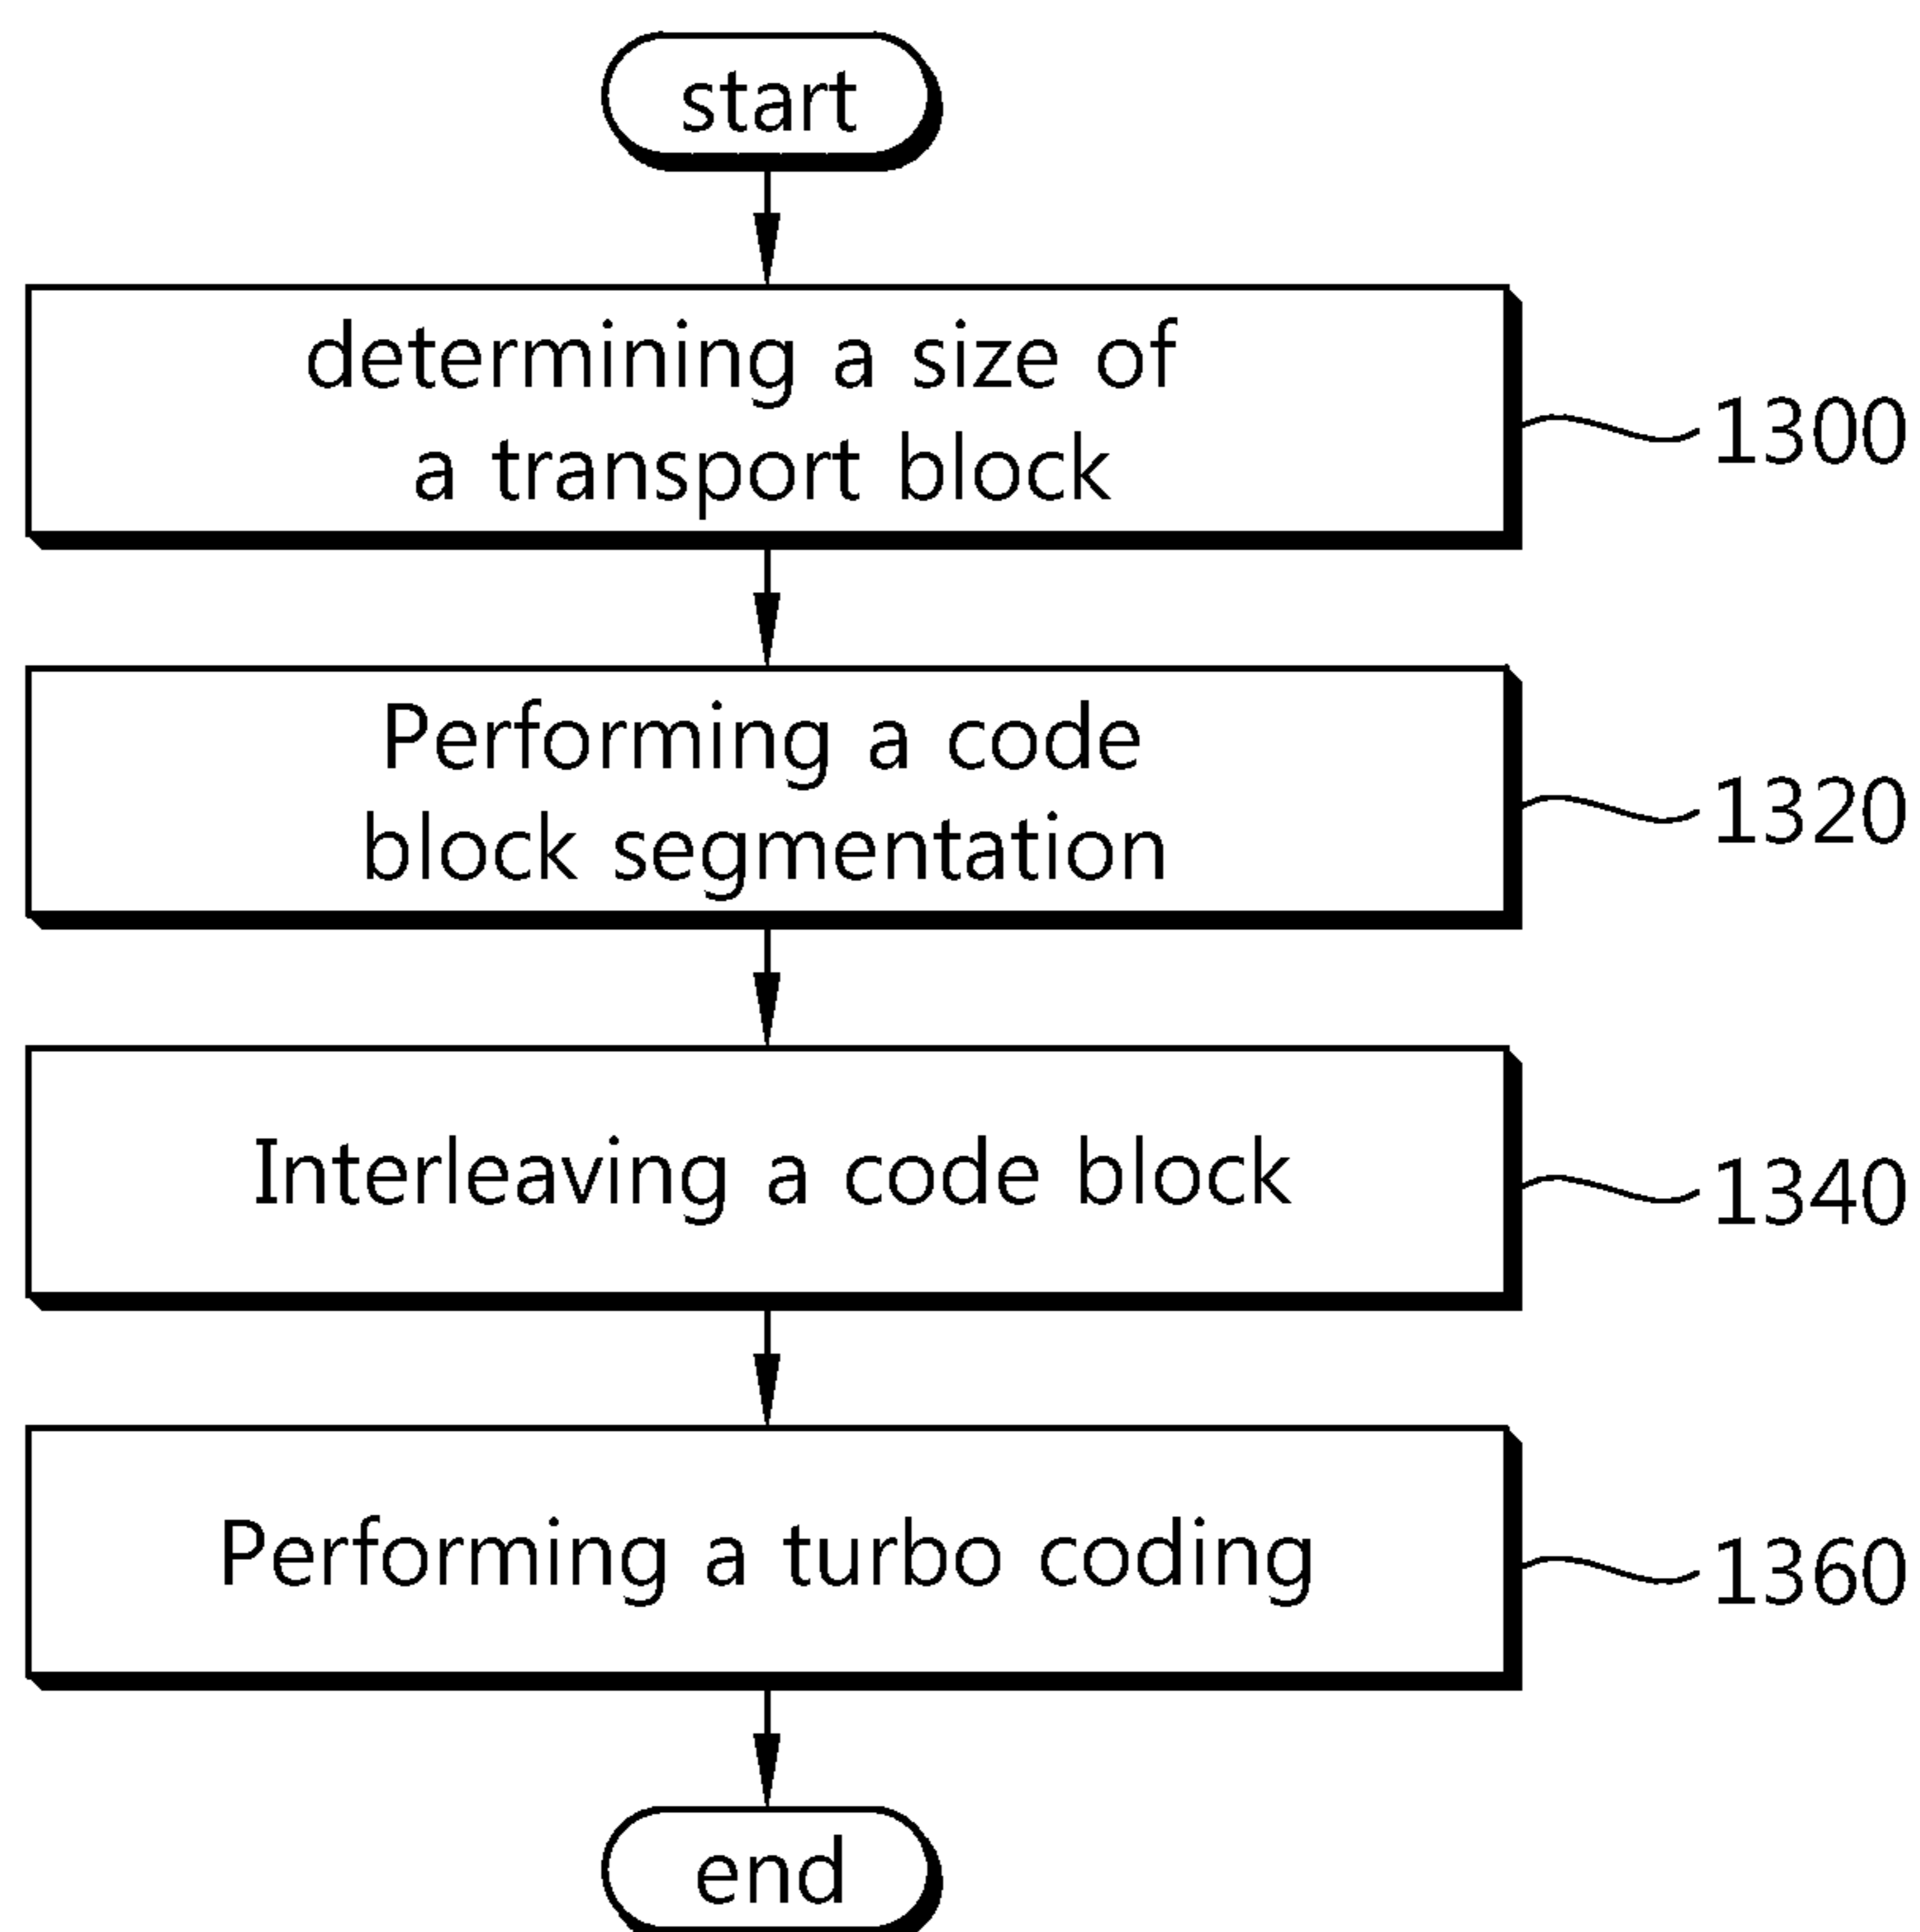 start
determining a size of
a transport block
1300
Performing a code
block segmentation
1320
Interleaving a code block
1340
Performing a turbo coding
1360
end